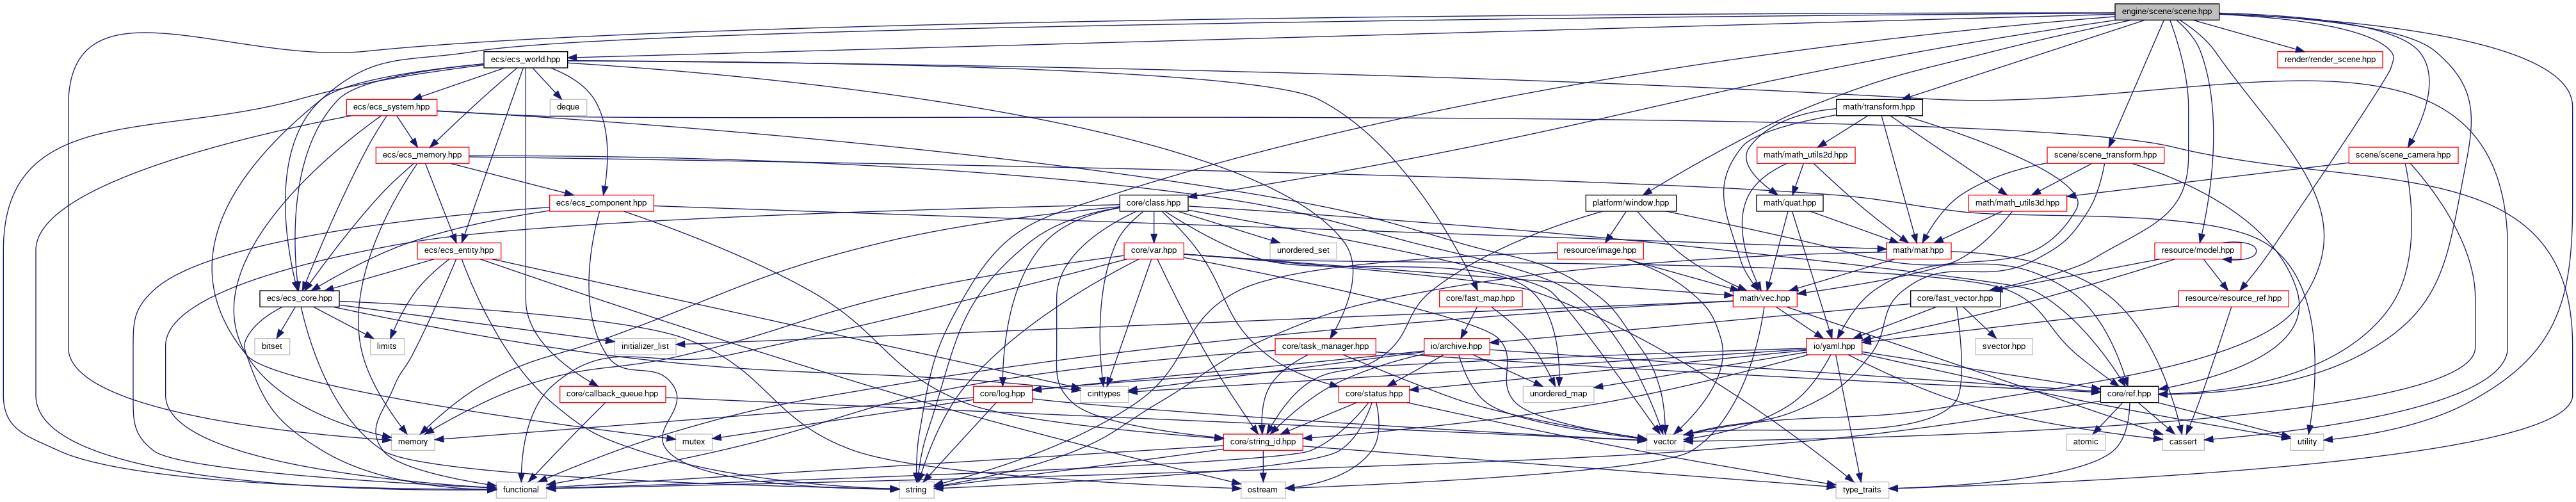 engine/scene/scene.hpp
ecs/ecs_world.hpp
render/render_scene.hpp
ecs/ecs_system.hpp
deque
math/transform.hpp
ecs/ecs_memory.hpp
math/math_utils2d.hpp
scene/scene_transform.hpp
scene/scene_camera.hpp
ecs/ecs_component.hpp
core/class.hpp
platform/window.hpp
math/quat.hpp
math/math_utils3d.hpp
ecs/ecs_entity.hpp
core/var.hpp
unordered_set
resource/image.hpp
math/mat.hpp
resource/model.hpp
ecs/ecs_core.hpp
core/fast_map.hpp
math/vec.hpp
core/fast_vector.hpp
resource/resource_ref.hpp
bitset
limits
initializer_list
core/task_manager.hpp
io/archive.hpp
io/yaml.hpp
svector.hpp
core/callback_queue.hpp
core/log.hpp
cinttypes
core/status.hpp
unordered_map
core/ref.hpp
memory
mutex
core/string_id.hpp
vector
atomic
cassert
utility
functional
string
ostream
type_traits